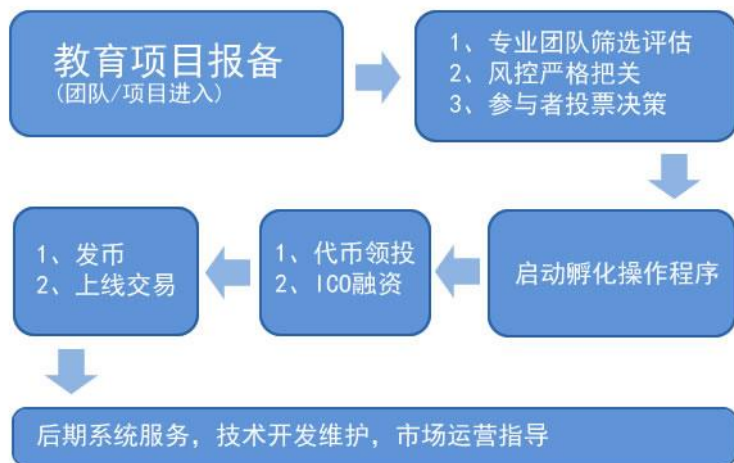 教育项目报备
(团队/项目进入)
1、专业团队筛选评估
2、风控严格把关
3、参与者投票决策
启动孵化操作程序
1、代币领投
2、ICO融资
1、发币
2、上线交易
后期系统服务，技术开发维护，市场运营指导